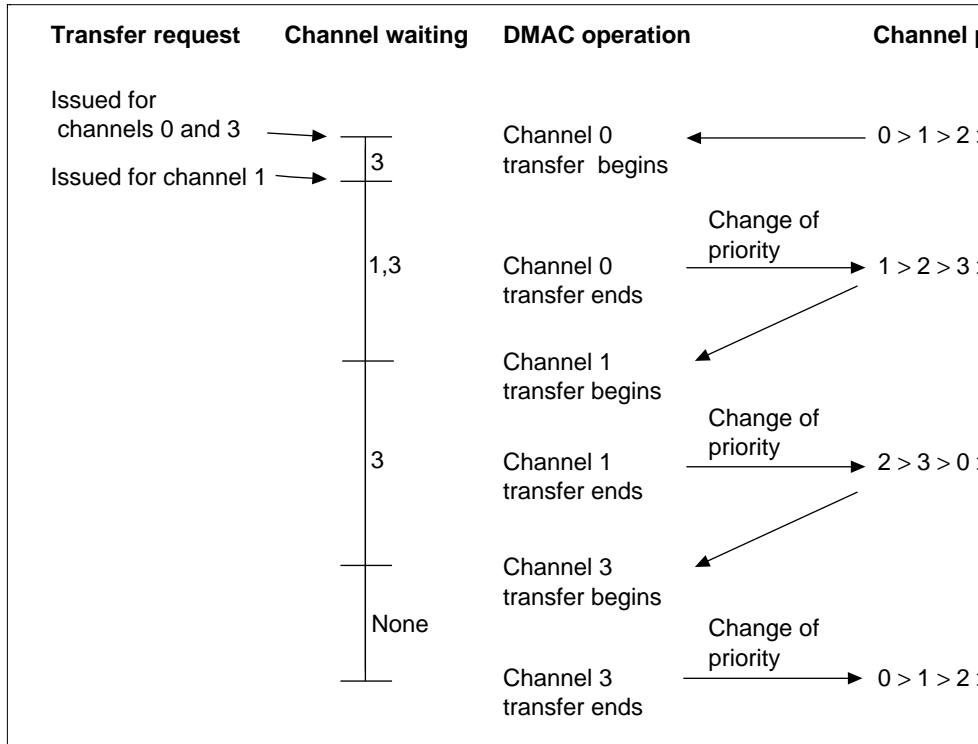 Transfer request Channel waiting DMAC operation Channel p
Issued for
channels 0 and 3
Channel 0
transfer begins
0 > 1 > 2 >
3
Issued for channel 1
1,3
Channel 0
transfer ends
Change of
priority
1 > 2 > 3 >
Channel 1
transfer begins
3
Channel 1
transfer ends
Change of
priority
2 > 3 > 0 >
Channel 3
transfer begins
None
Channel 3
transfer ends
Change of
priority
0 > 1 > 2 >